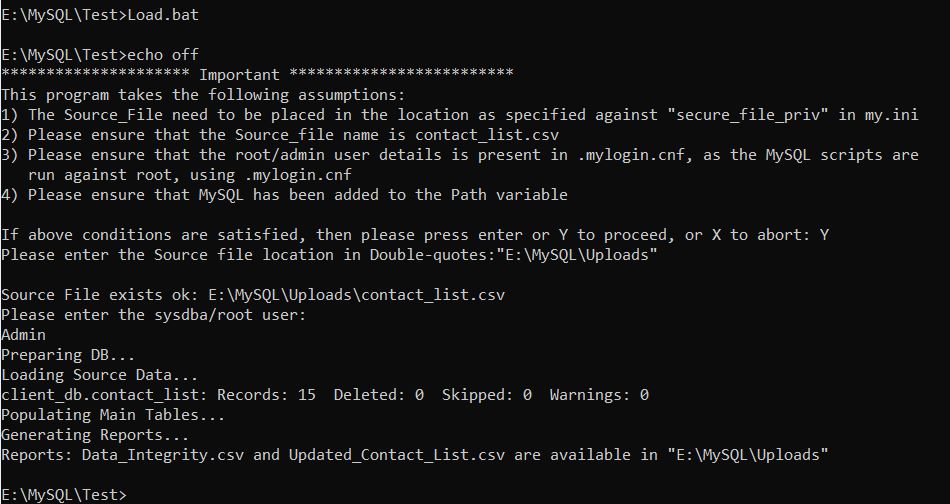 E:\MySQL\Test>Load.bat
E:\MySQL\Test>echo off
********************* Important *************************
This program takes the following assumptions:
1) The Source_File need to be placed in the location as specified against "secure_file_priv" in my.ini
2) Please ensure that the Source_file name is contact_list.csv
3) Please ensure that the root/admin user details is present in .mylogin.cnf, as the MySQL scripts are
   run against root, using .mylogin.cnf
4) Please ensure that MySQL has been added to the Path variable
If above conditions are satisfied, then please press enter or Y to proceed, or X to abort: Y
Please enter the Source file location in Double-quotes:"E:\MySQL\Uploads"
Source File exists ok: E:\MySQL\Uploads\contact_list.csv
Please enter the sysdba/root user:
Admin
Preparing DB...
Loading Source Data...
client_db.contact_list: Records: 15  Deleted: 0  Skipped: 0  Warnings: 0
Populating Main Tables...
Generating Reports...
Reports: Data_Integrity.csv and Updated_Contact_List.csv are available in "E:\MySQL\Uploads"
E:\MySQL\Test>